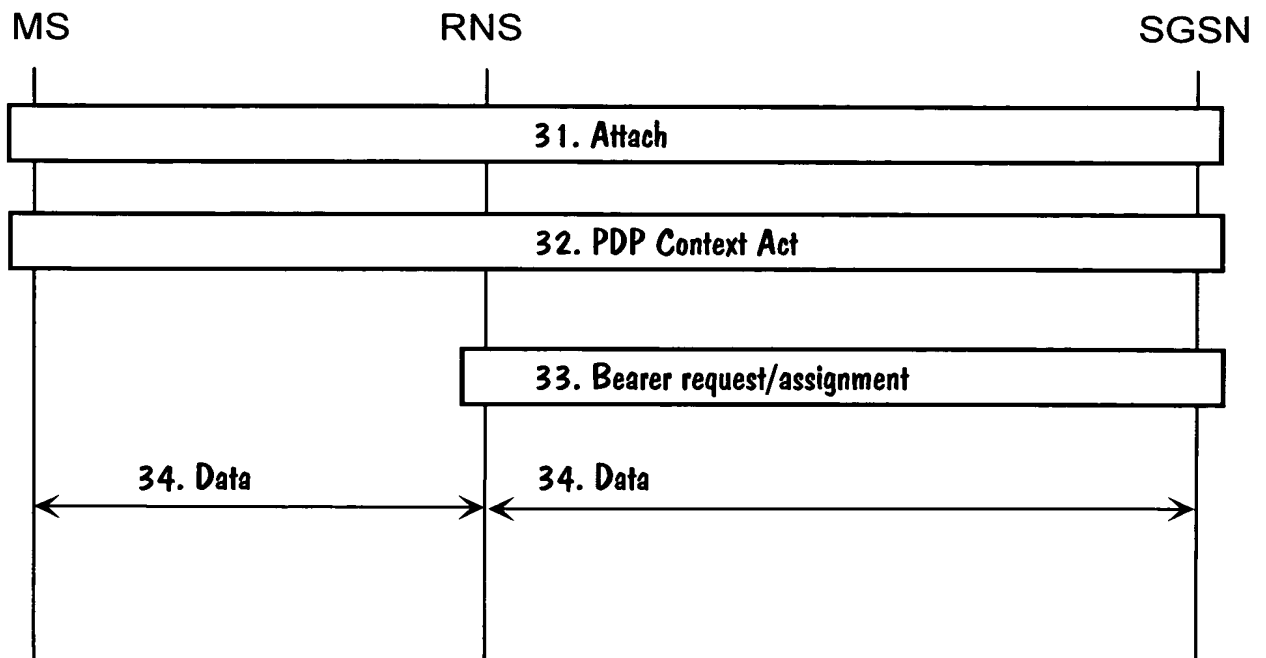 MS RNS SGSN
31. Attach
32. PDP Context Act
33. Bearer request/assignment
34. Data 34. Data